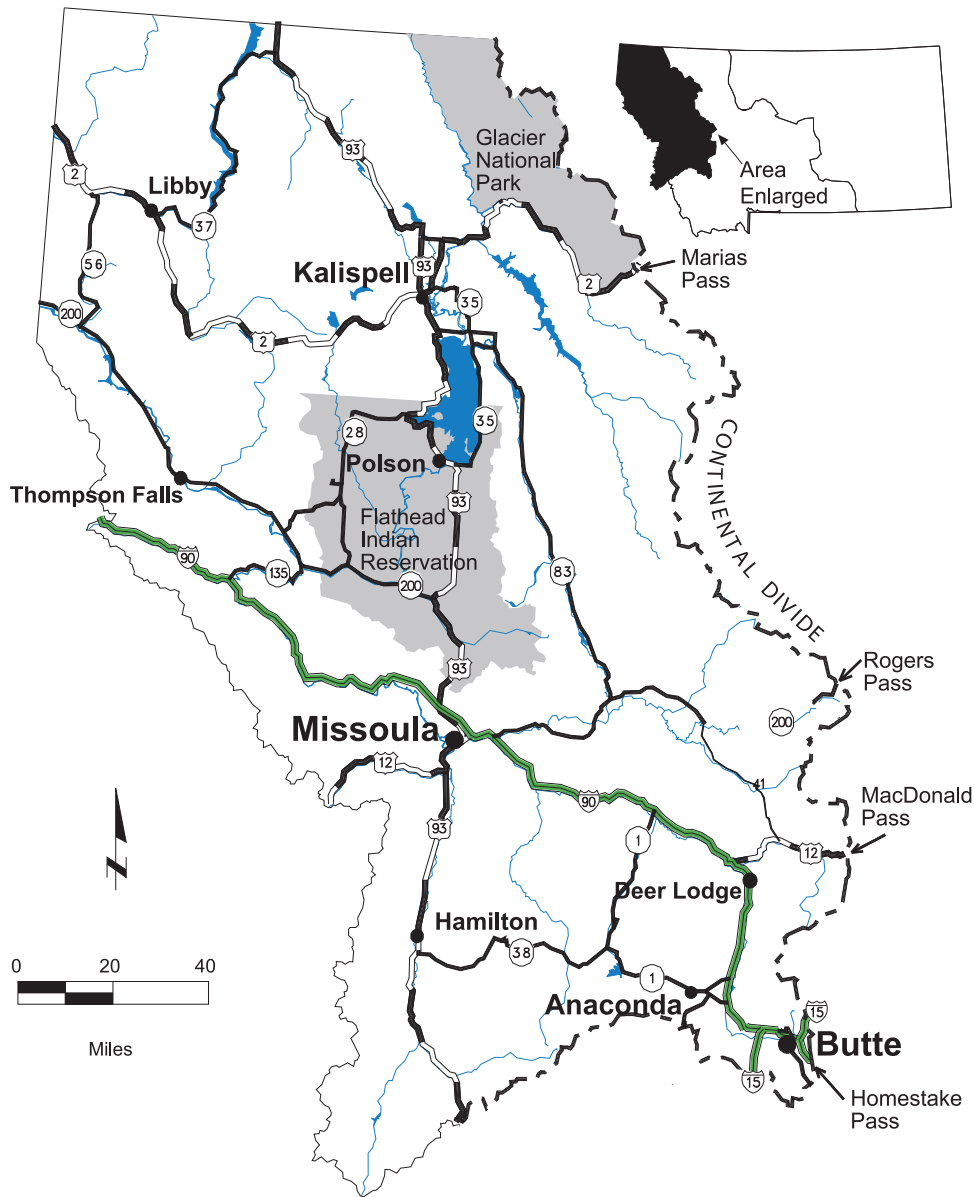 93
Glacier
National
Park
Area
Enlarged
2
Libby
37
Marias
Pass
56
Kalispell
93
2
35
200
2
CONTINENTAL DIVIDE
28
35
Polson
Thompson Falls
93
Flathead
Indian
Reservation
90
135
200
83
93
Rogers
Pass
200
Missoula
12
90
41
MacDonald
Pass
93
1
12
N
Deer Lodge
Hamilton
38
0 20 40
1
Anaconda
15
Miles
Butte
15
Homestake
Pass